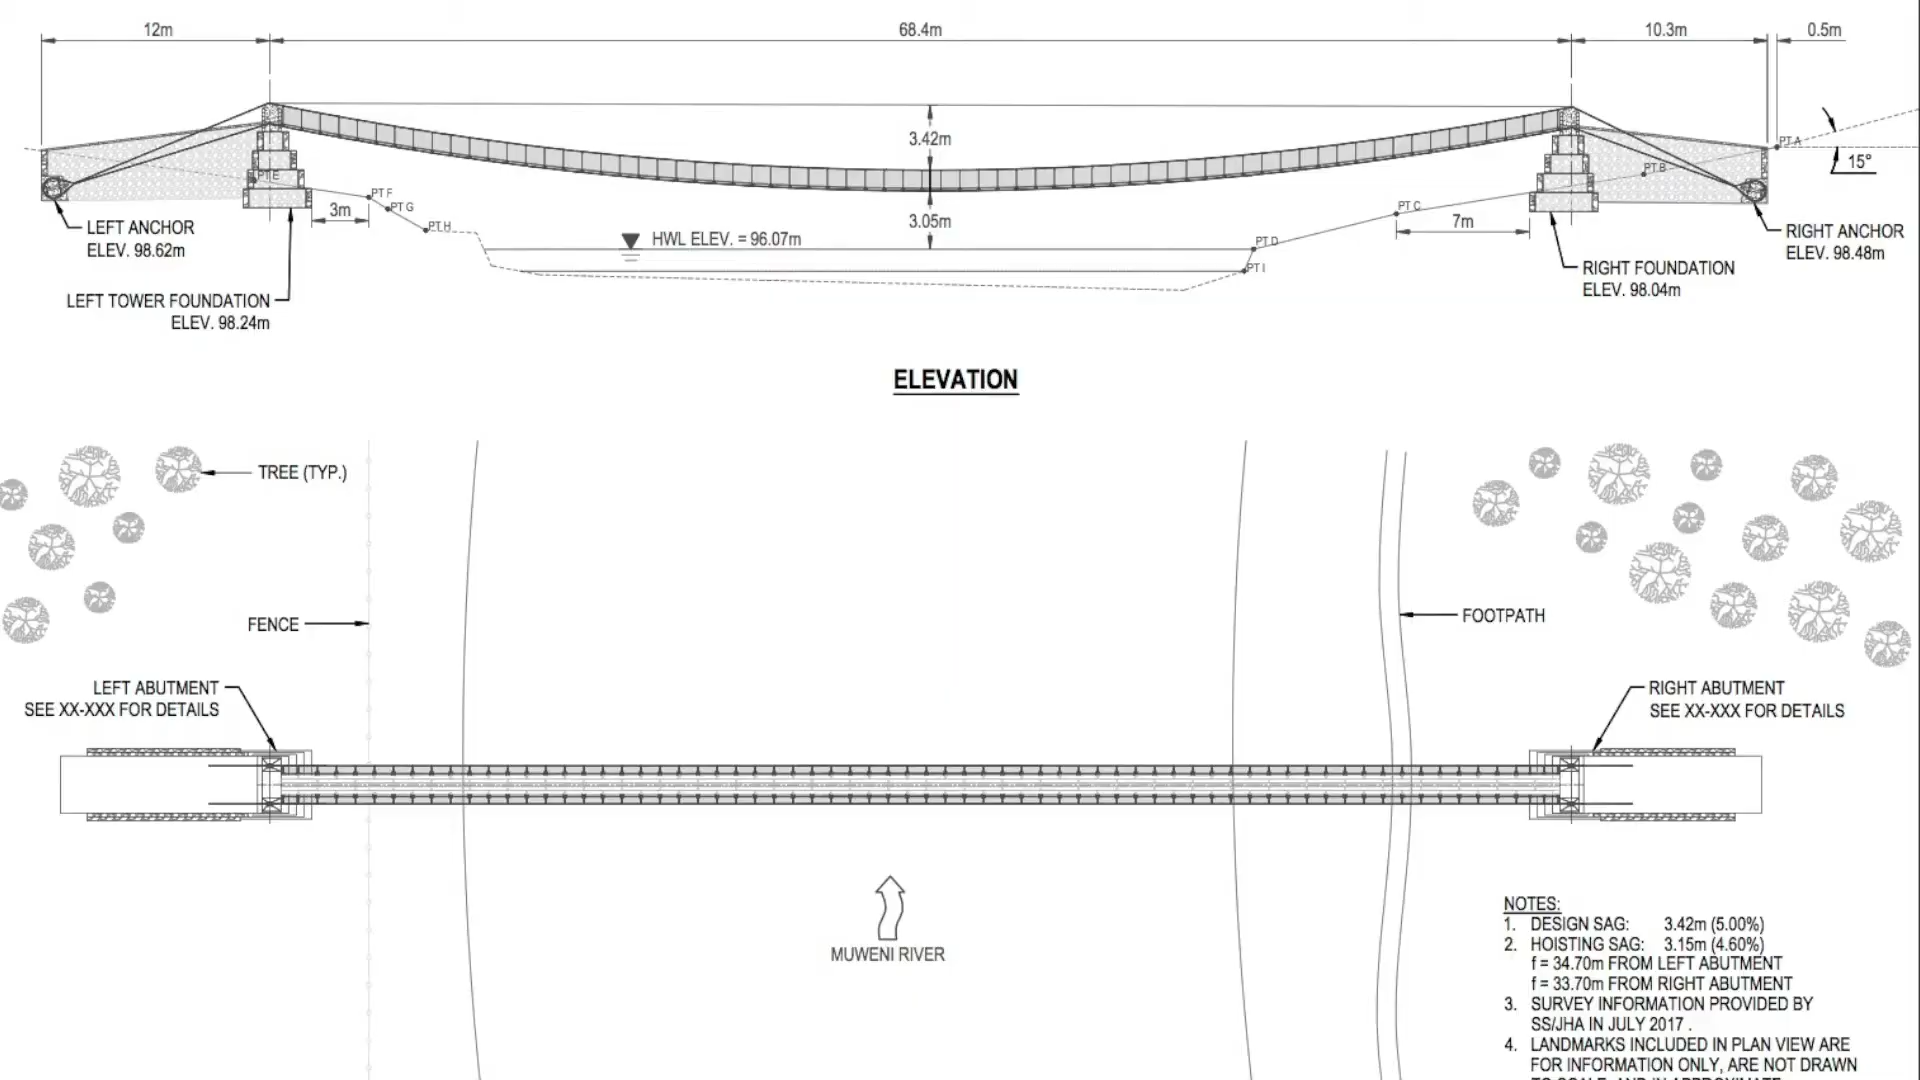 12m
68.4m
10.3m
0.5m
3.42m
PT A
15°
PT B
PT E
PT F
PT G
PT H
3m
3.05m
PT C
7m
LEFT ANCHOR
ELEV. 98.62m
HWL ELEV. = 96.07m
PT D
PT I
RIGHT ANCHOR
ELEV. 98.48m
RIGHT FOUNDATION
ELEV. 98.04m
LEFT TOWER FOUNDATION
ELEV. 98.24m
ELEVATION
TREE (TYP.)
FENCE
FOOTPATH
LEFT ABUTMENT
SEE XX-XXX FOR DETAILS
RIGHT ABUTMENT
SEE XX-XXX FOR DETAILS
MUWENI RIVER
NOTES:
1. DESIGN SAG: 3.42m (5.00%)
2. HOISTING SAG: 3.15m (4.60%)
f = 34.70m FROM LEFT ABUTMENT
f = 33.70m FROM RIGHT ABUTMENT
3. SURVEY INFORMATION PROVIDED BY
SS/JHA IN JULY 2017 .
4. LANDMARKS INCLUDED IN PLAN VIEW ARE
FOR INFORMATION ONLY, ARE NOT DRAWN